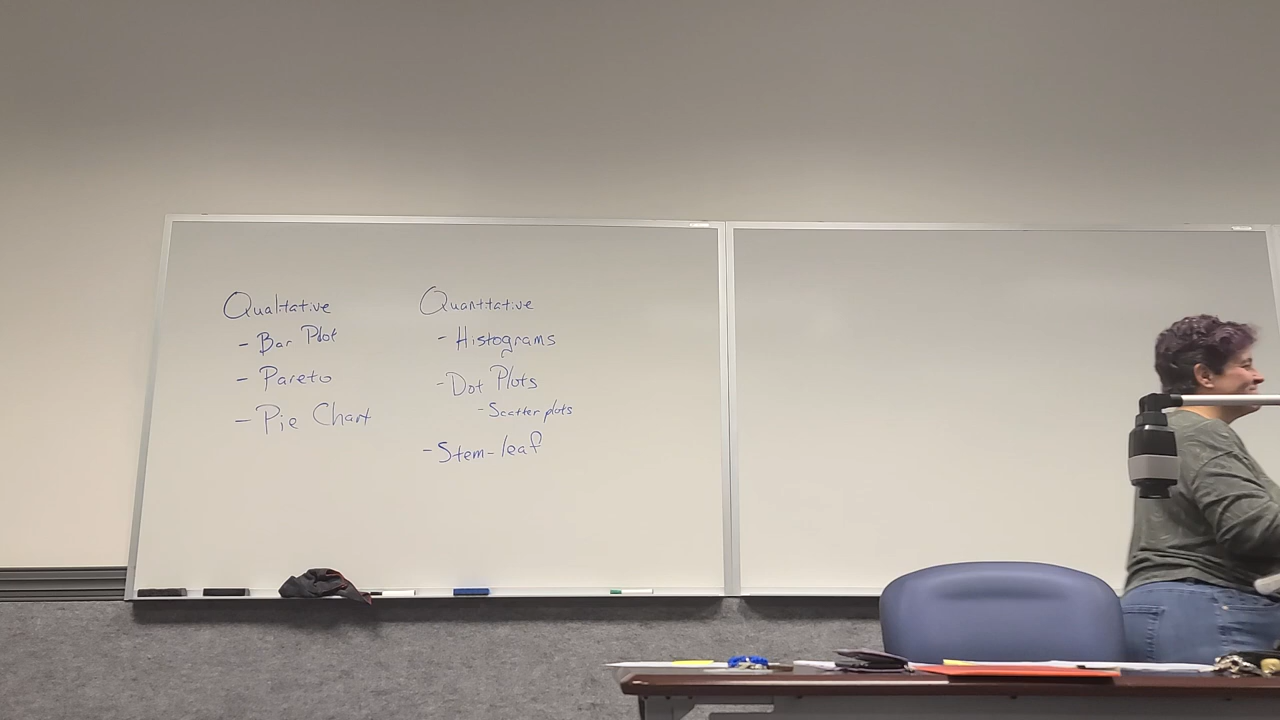 Qualitative
- Bar Plot
- Pareto
- Pie Chart
Quantitative
- Histograms
- Dot Plots
- Scatter plots
- Stem-leaf